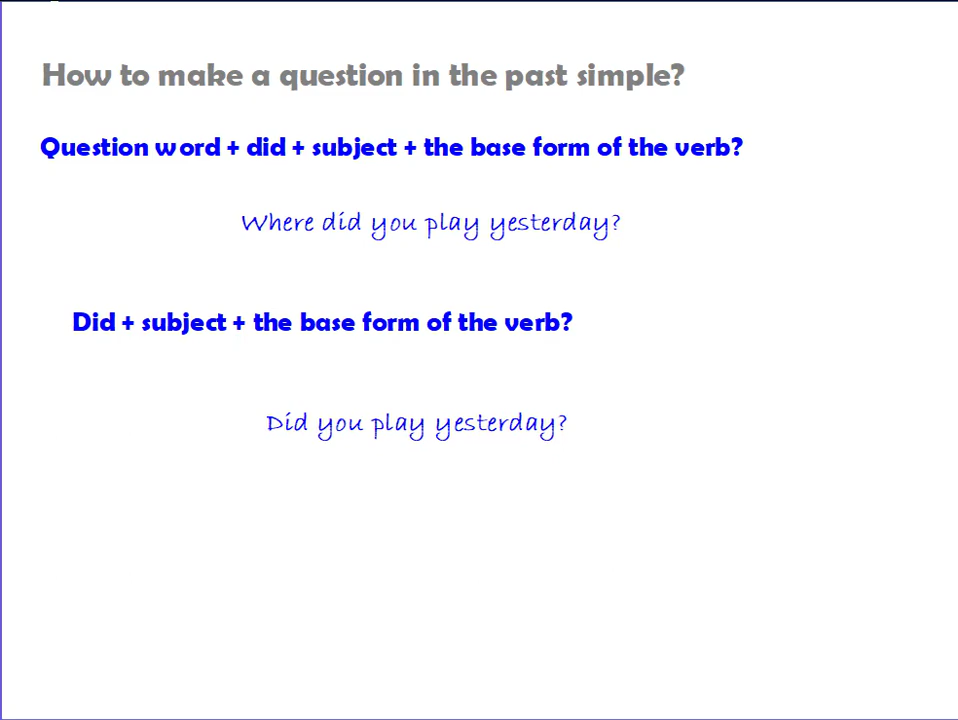 How to make a question in the past simple?
Question word + did + subject + the base form of the verb?
Where did you play yesterday?
Did + subject + the base form of the verb?
Did you play yesterday?